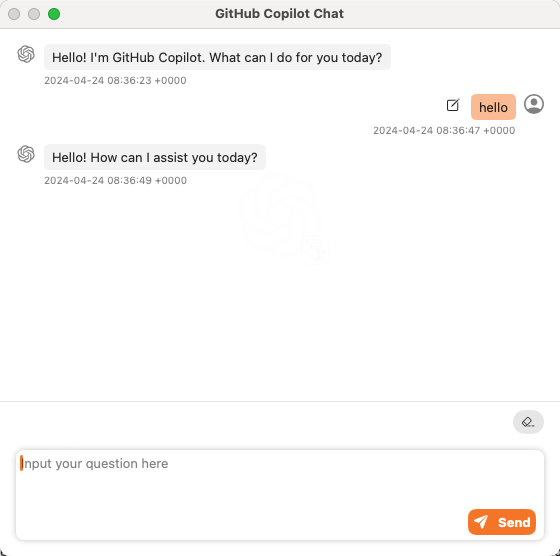 GitHub Copilot Chat
Hello! I'm GitHub Copilot. What can I do for you today?
2024-04-24 08:36:23 +0000
hello
2024-04-24 08:36:47 +0000
Hello! How can I assist you today?
2024-04-24 08:36:49 +0000
Input your question here
Send